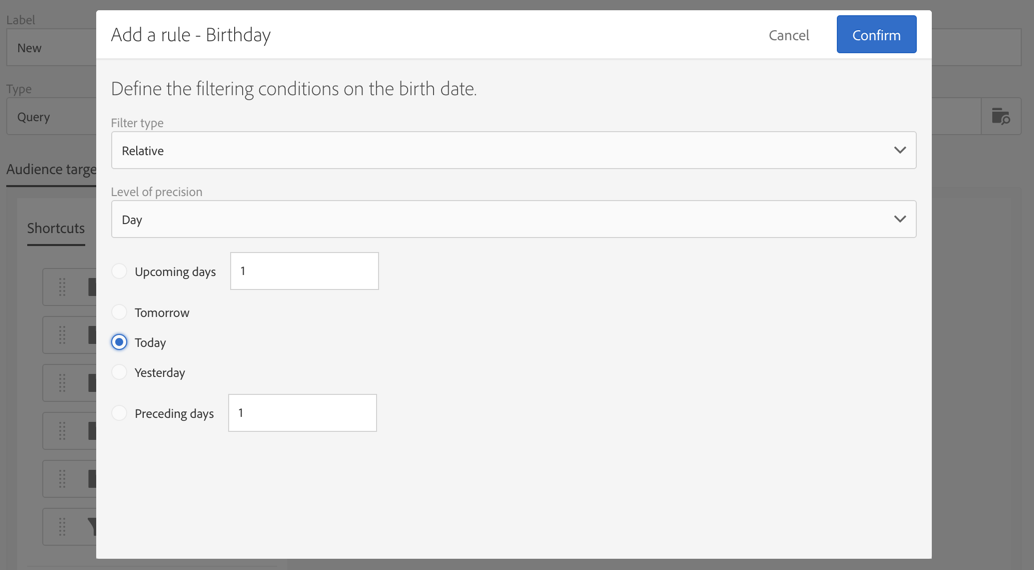 Label
New
Type
Query
Audience targe
Shortcuts
Add a rule - Birthday
Cancel
Confirm
Define the filtering conditions on the birth date.
Filter type
Relative
Level of precision
Day
Upcoming days 1
Tomorrow
Today
Yesterday
Preceding days 1